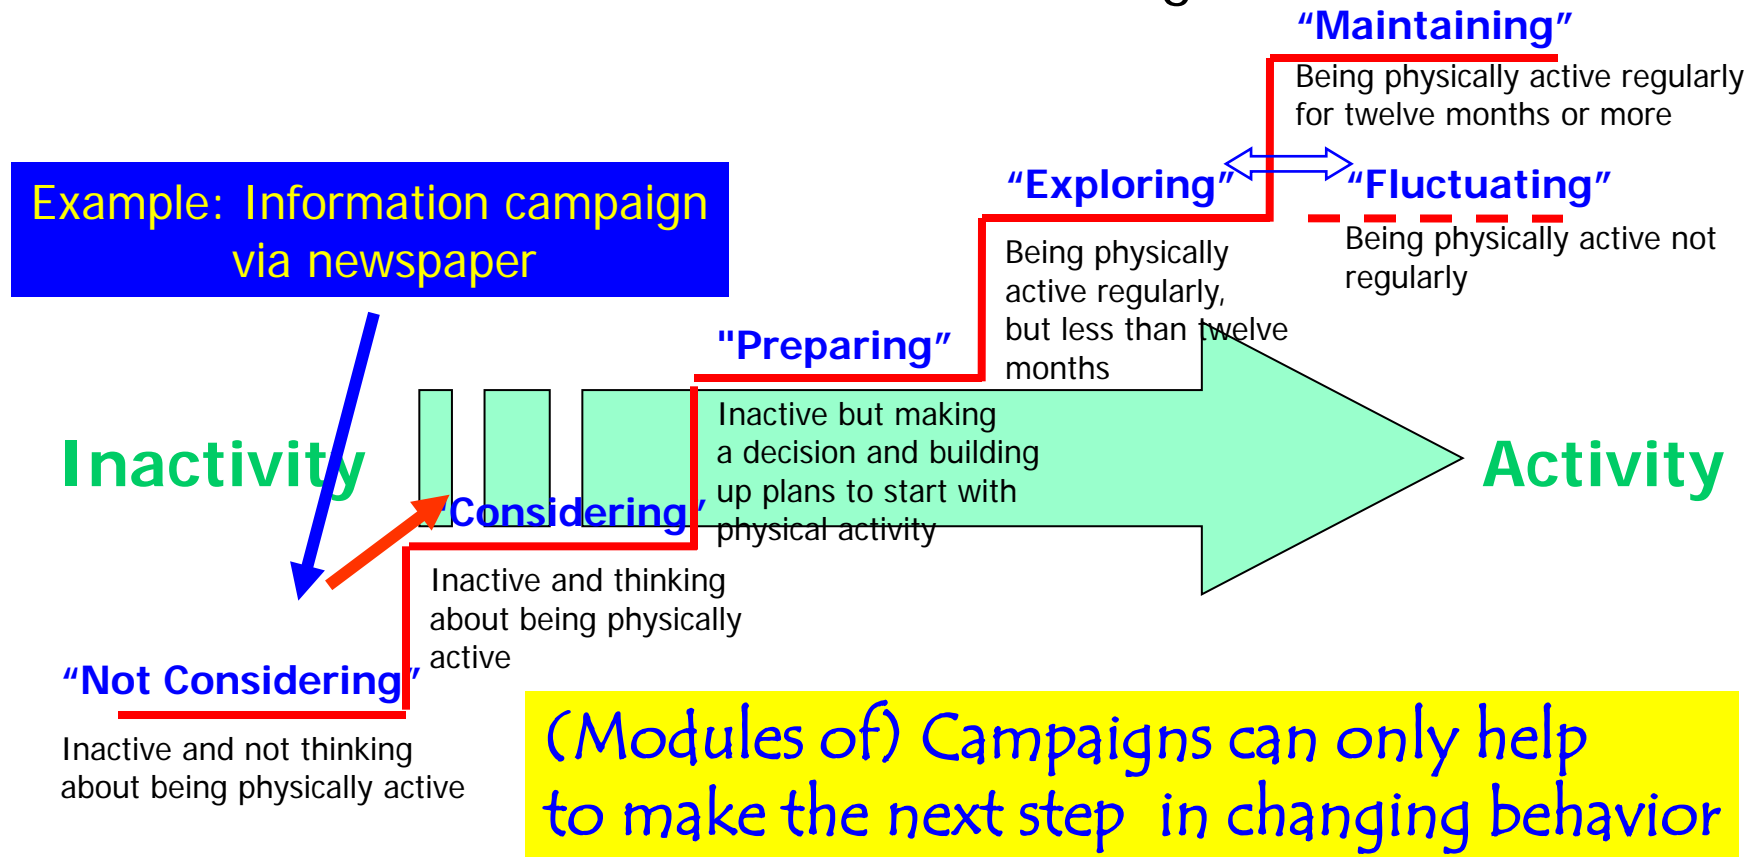 “Maintaining”
Being physically active regularly
for twelve months or more
Example: Information campaign
via newspaper
“Exploring”
“Fluctuating”
Being physically active not
regularly
Being physically
active regularly,
but less than twelve
months
"Preparing”
Inactive but making
a decision and building
up plans to start with
physical activity
Inactivity
Activity
“Considering”
Inactive and thinking
about being physically
active
“Not Considering”
Inactive and not thinking
about being physically active
(Modules of) Campaigns can only help
to make the next step in changing behavior